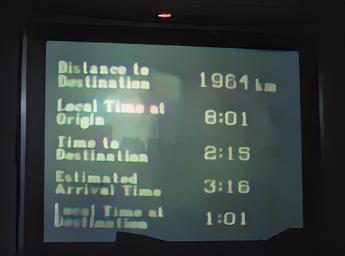 Distance to
Destination 1964 km
Local Time at
Origin 8:01
Time to
Destination 2:15
Estimated
Arrival Time 3:16
Local Time at
Destination 1:01